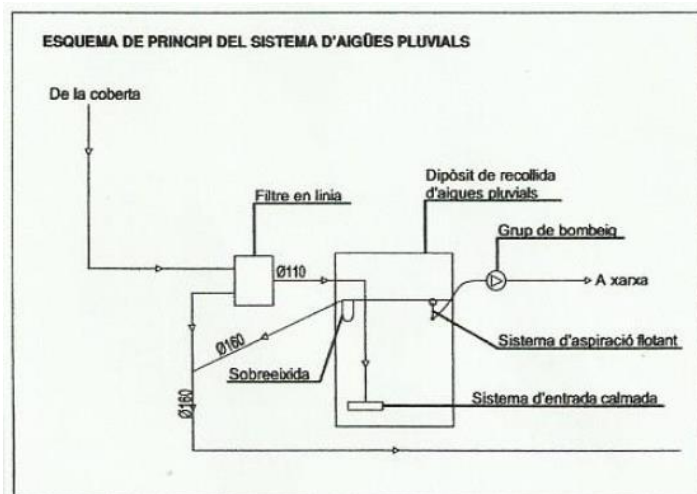 ESQUEMA DE PRINCIPI DEL SISTEMA D'AIGÜES PLUVIALS
De la coberta
Dipòsit de recollida
d'aigues pluvials
Filtre en linia
Grup de bombeig
Ø110
A xarxa
Ø160
Sistema d'aspiració flotant
Sobreeixida
Ø160
Sistema d'entrada calmada